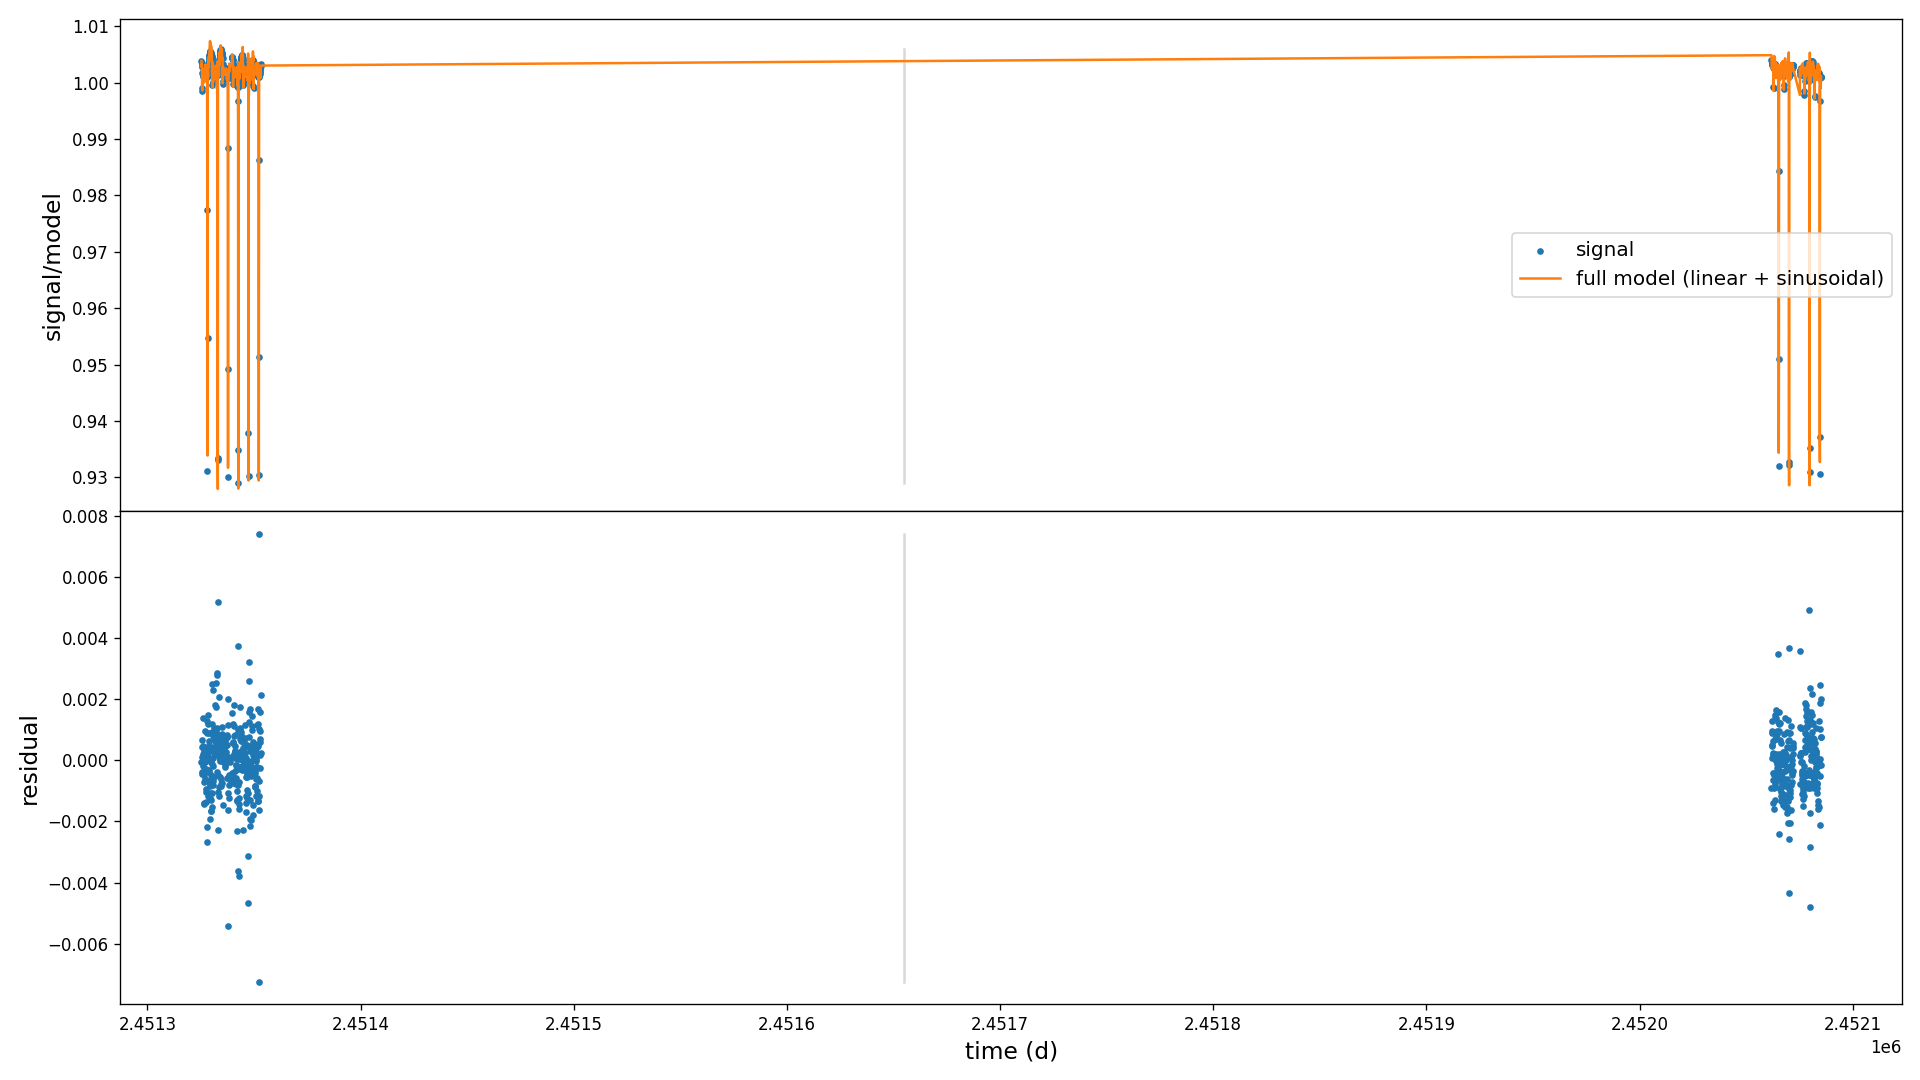 1.01
1.00
0.99
0.98
0.97
0.96
0.95
0.94
0.93
signal/model
signal
full model (linear + sinusoidal)
0.008
0.006
0.004
0.002
0.000
−0.002
−0.004
−0.006
residual
2.4513 2.4514 2.4515 2.4516 2.4517 2.4518 2.4519 2.4520 2.4521
1e6
time (d)